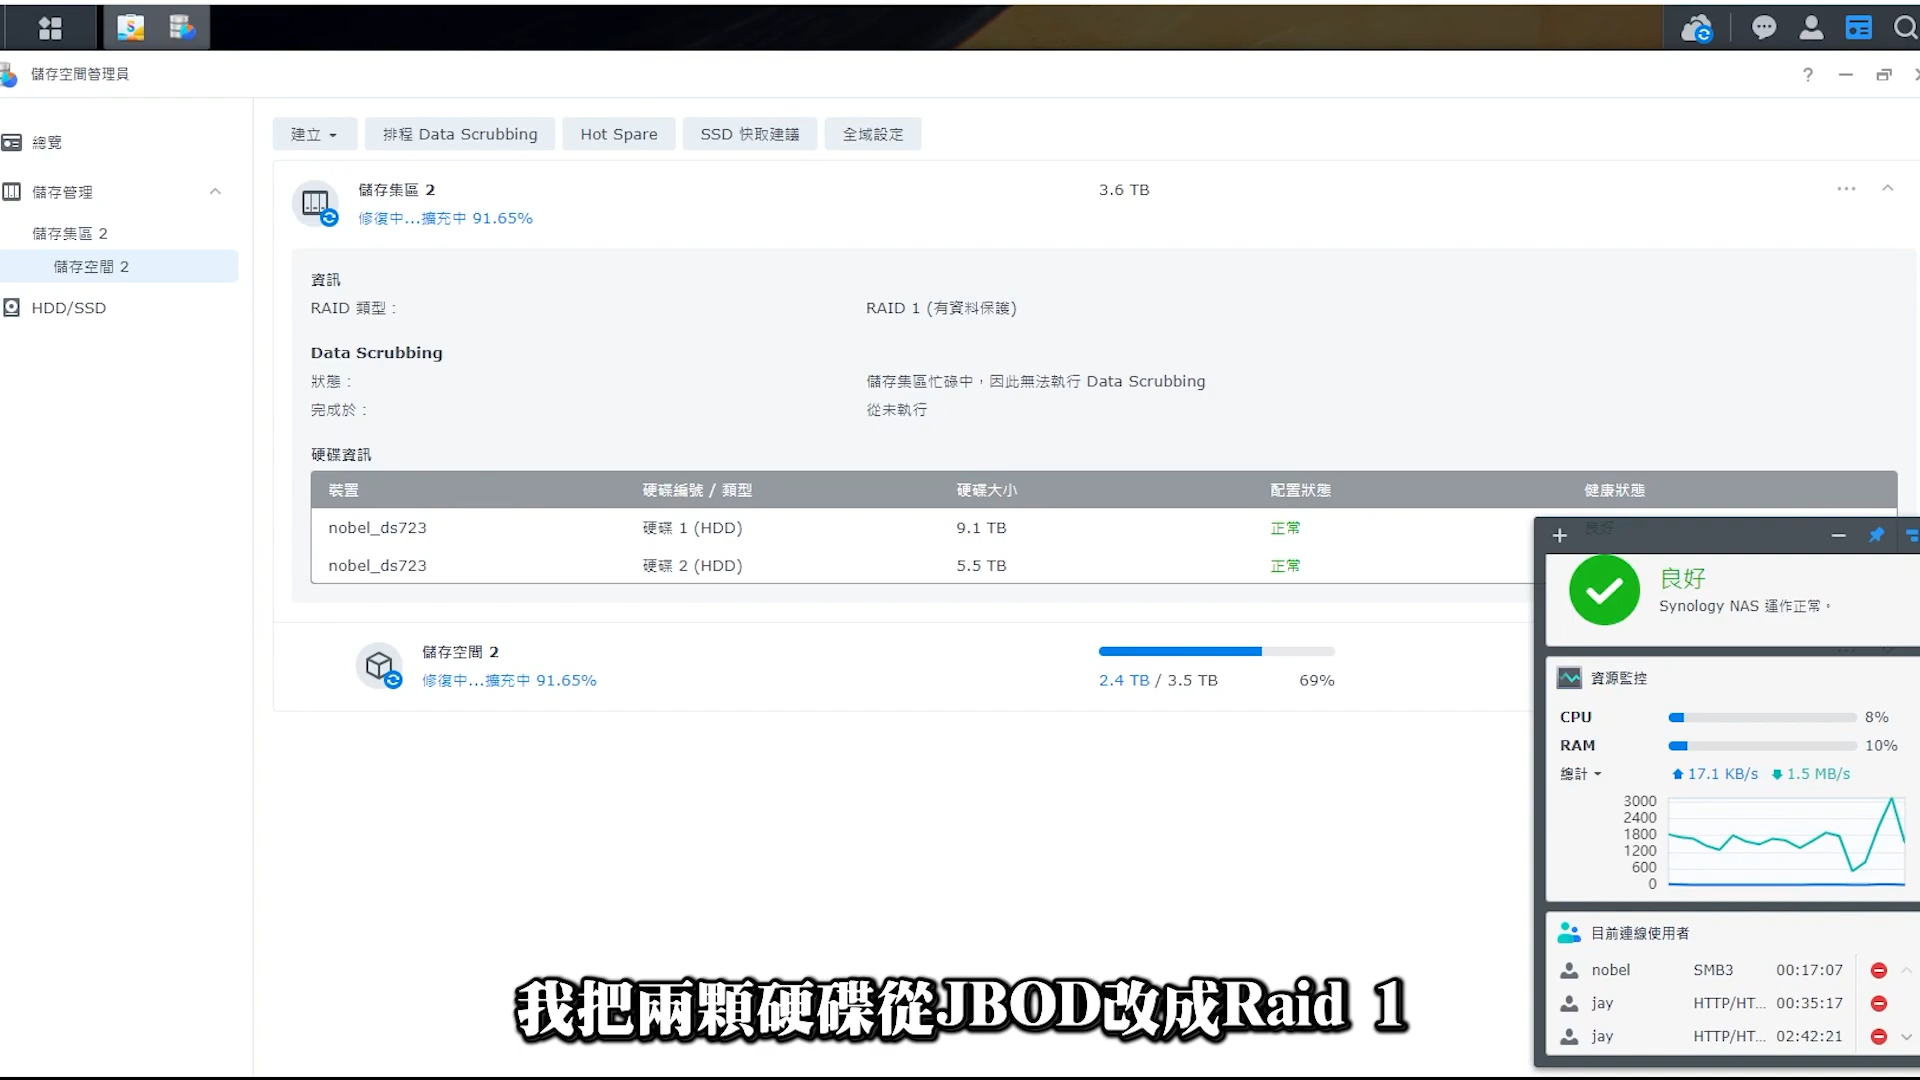 儲存空間管理員
總覽
儲存管理
儲存集區 2
儲存空間 2
HDD/SSD
建立 排程 Data Scrubbing Hot Spare SSD 快取建議 全域設定
儲存集區 2 3.6 TB
修復中...擴充中 91.65%
資訊
RAID 類型： RAID 1 (有資料保護)
Data Scrubbing
狀態： 儲存集區忙碌中，因此無法執行 Data Scrubbing
完成於： 從未執行
硬碟資訊
裝置 硬碟編號 / 類型 硬碟大小 配置狀態 健康狀態
nobel_ds723 硬碟 1 (HDD) 9.1 TB 正常 良好
nobel_ds723 硬碟 2 (HDD) 5.5 TB 正常
儲存空間 2
修復中...擴充中 91.65% 2.4 TB / 3.5 TB 69%
良好
Synology NAS 運作正常。
資源監控
CPU 8%
RAM 10%
總計 17.1 KB/s 1.5 MB/s
3000
2400
1800
1200
600
0
目前連線使用者
nobel SMB3 00:17:07
jay HTTP/HT... 00:35:17
jay HTTP/HT... 02:42:21
我把兩顆硬碟從JBOD改成Raid 1